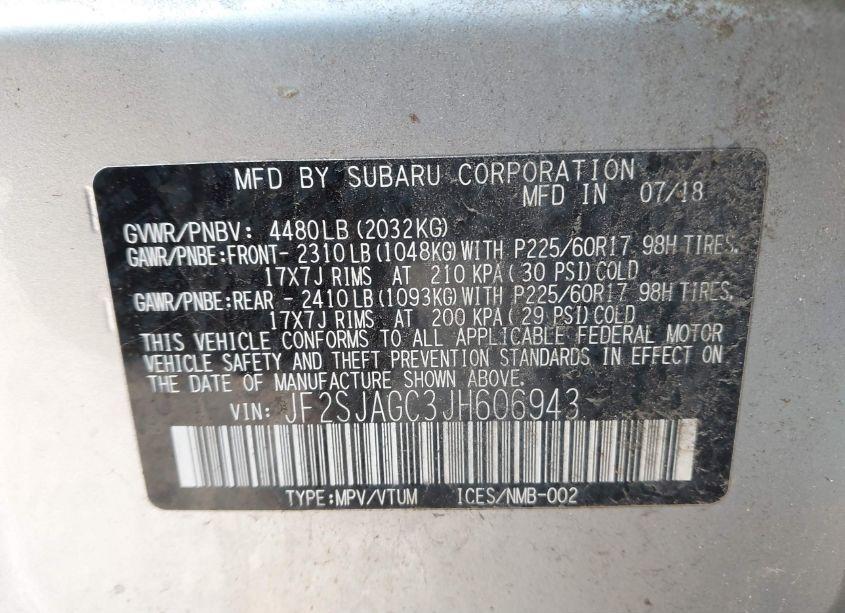 MFD BY SUBARU CORPORATION
MFD IN 07/18
GVWR/PNBV: 4480LB(2032KG)
GAWR/PNBE:FRONT- 2310LB(1048KG)WITH P225/60R17 98H TIRES.
17X7J RIMS AT 210 KPA(30 PSI)COLD
GAWR/PNBE:REAR - 2410LB(1093KG)WITH P225/60R17 98H TIRES.
17X7J RIMS AT 200 KPA(29 PSI)COLD
THIS VEHICLE CONFORMS TO ALL APPLICABLE FEDERAL MOTOR
VEHICLE SAFETY AND THEFT PREVENTION STANDARDS IN EFFECT ON
THE DATE OF MANUFACTURE SHOWN ABOVE.
VIN: JF2SJAGC3JH606943
TYPE:MPV/VTUM ICES/NMB-002